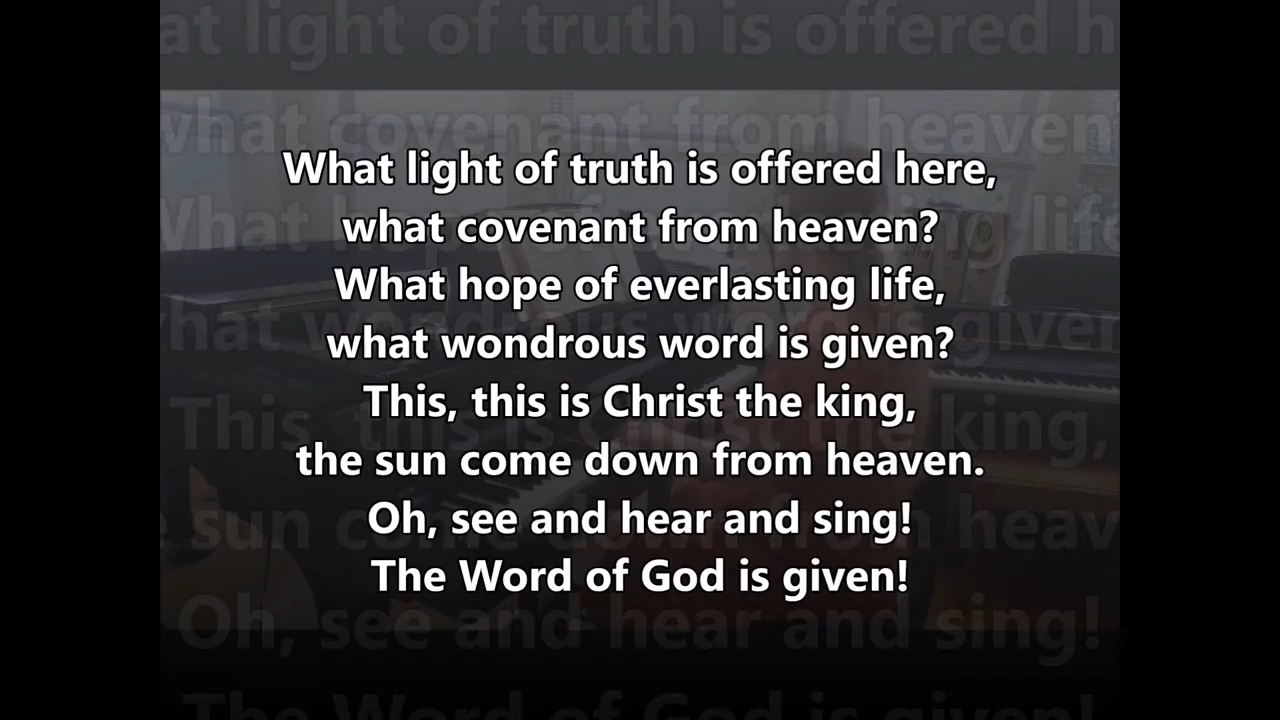 What light of truth is offered here,
what covenant from heaven?
What hope of everlasting life,
what wondrous word is given?
This, this is Christ the king,
the sun come down from heaven.
Oh, see and hear and sing!
The Word of God is given!